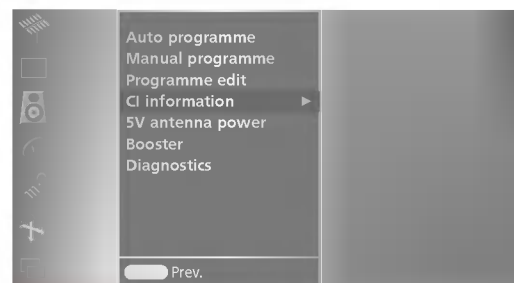 Auto programme
Manual programme
Programme edit
CI information
5V antenna power
Booster
Diagnostics
Prev.